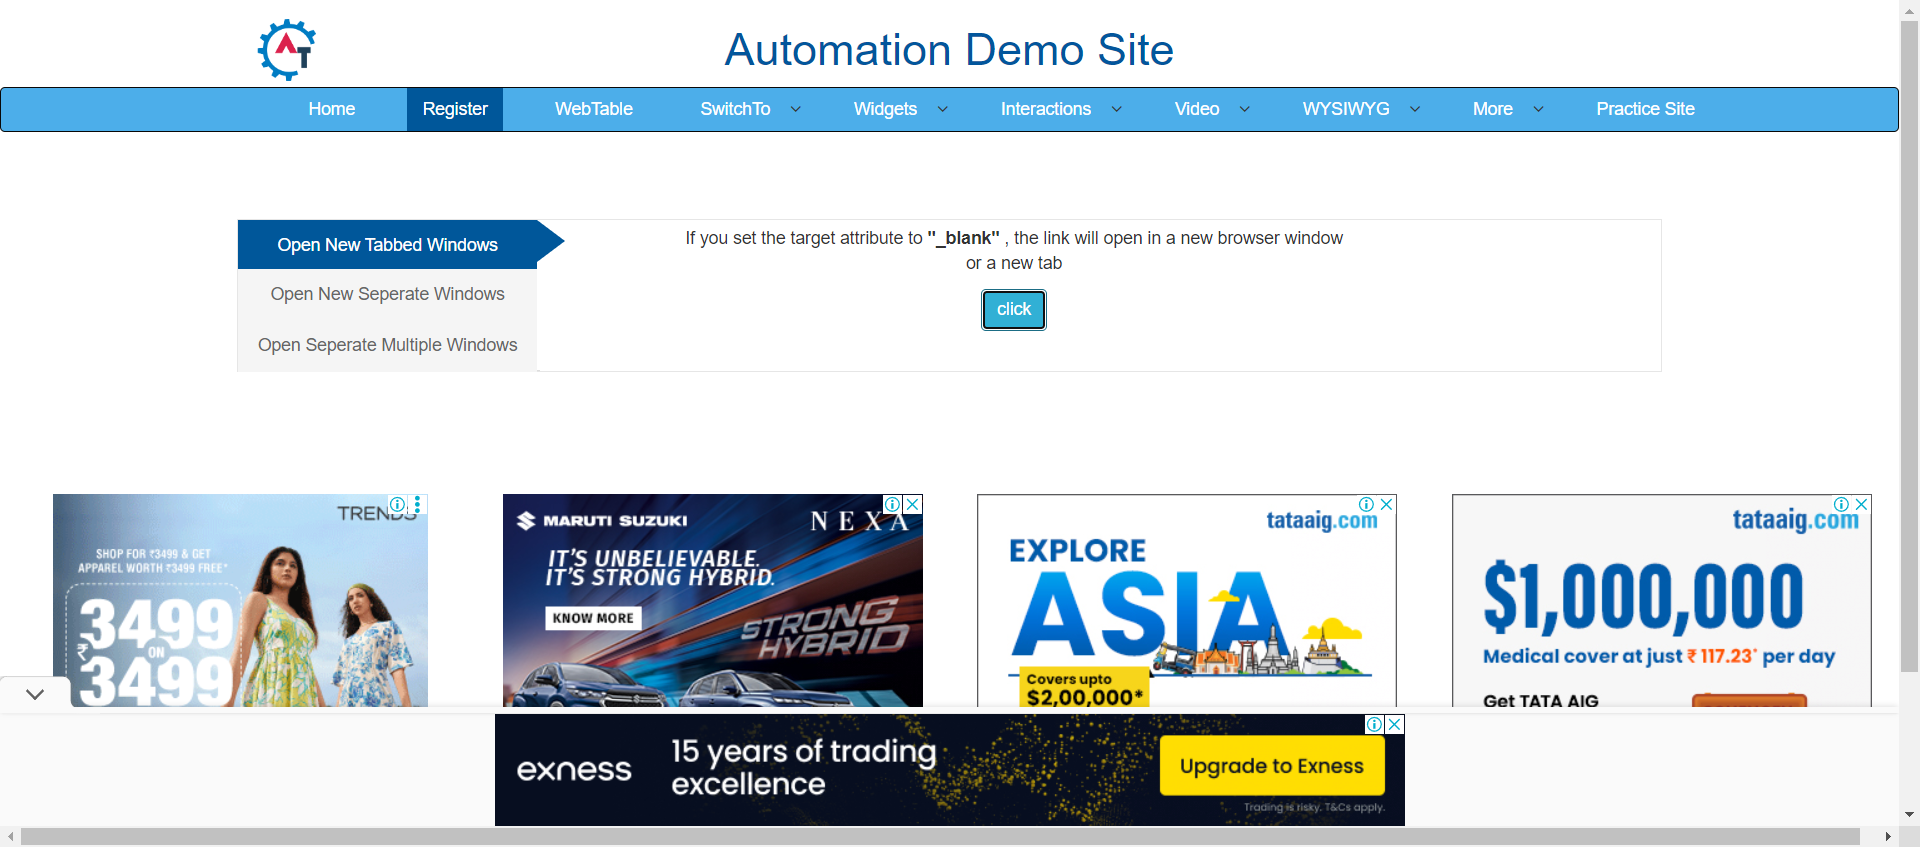 AT
Automation Demo Site
Home Register WebTable SwitchTo Widgets Interactions Video WYSIWYG More Practice Site
Open New Tabbed Windows
Open New Seperate Windows
Open Seperate Multiple Windows
If you set the target attribute to "_blank" , the link will open in a new browser window
or a new tab
click
TRENDS
SHOP FOR ₹3499 & GET
APPAREL WORTH ₹3499 FREE*
3499
ON
₹ 3499
MARUTI SUZUKI
NEXA
IT'S UNBELIEVABLE.
IT'S STRONG HYBRID.
KNOW MORE
STRONG
HYBRID
tataaig.com
EXPLORE
ASIA
Covers upto
$2,00,000*
tataaig.com
$1,000,000
Medical cover at just ₹ 117.23* per day
Get TATA AIG
exness
15 years of trading
excellence
Upgrade to Exness
Trading is risky. T&Cs apply.